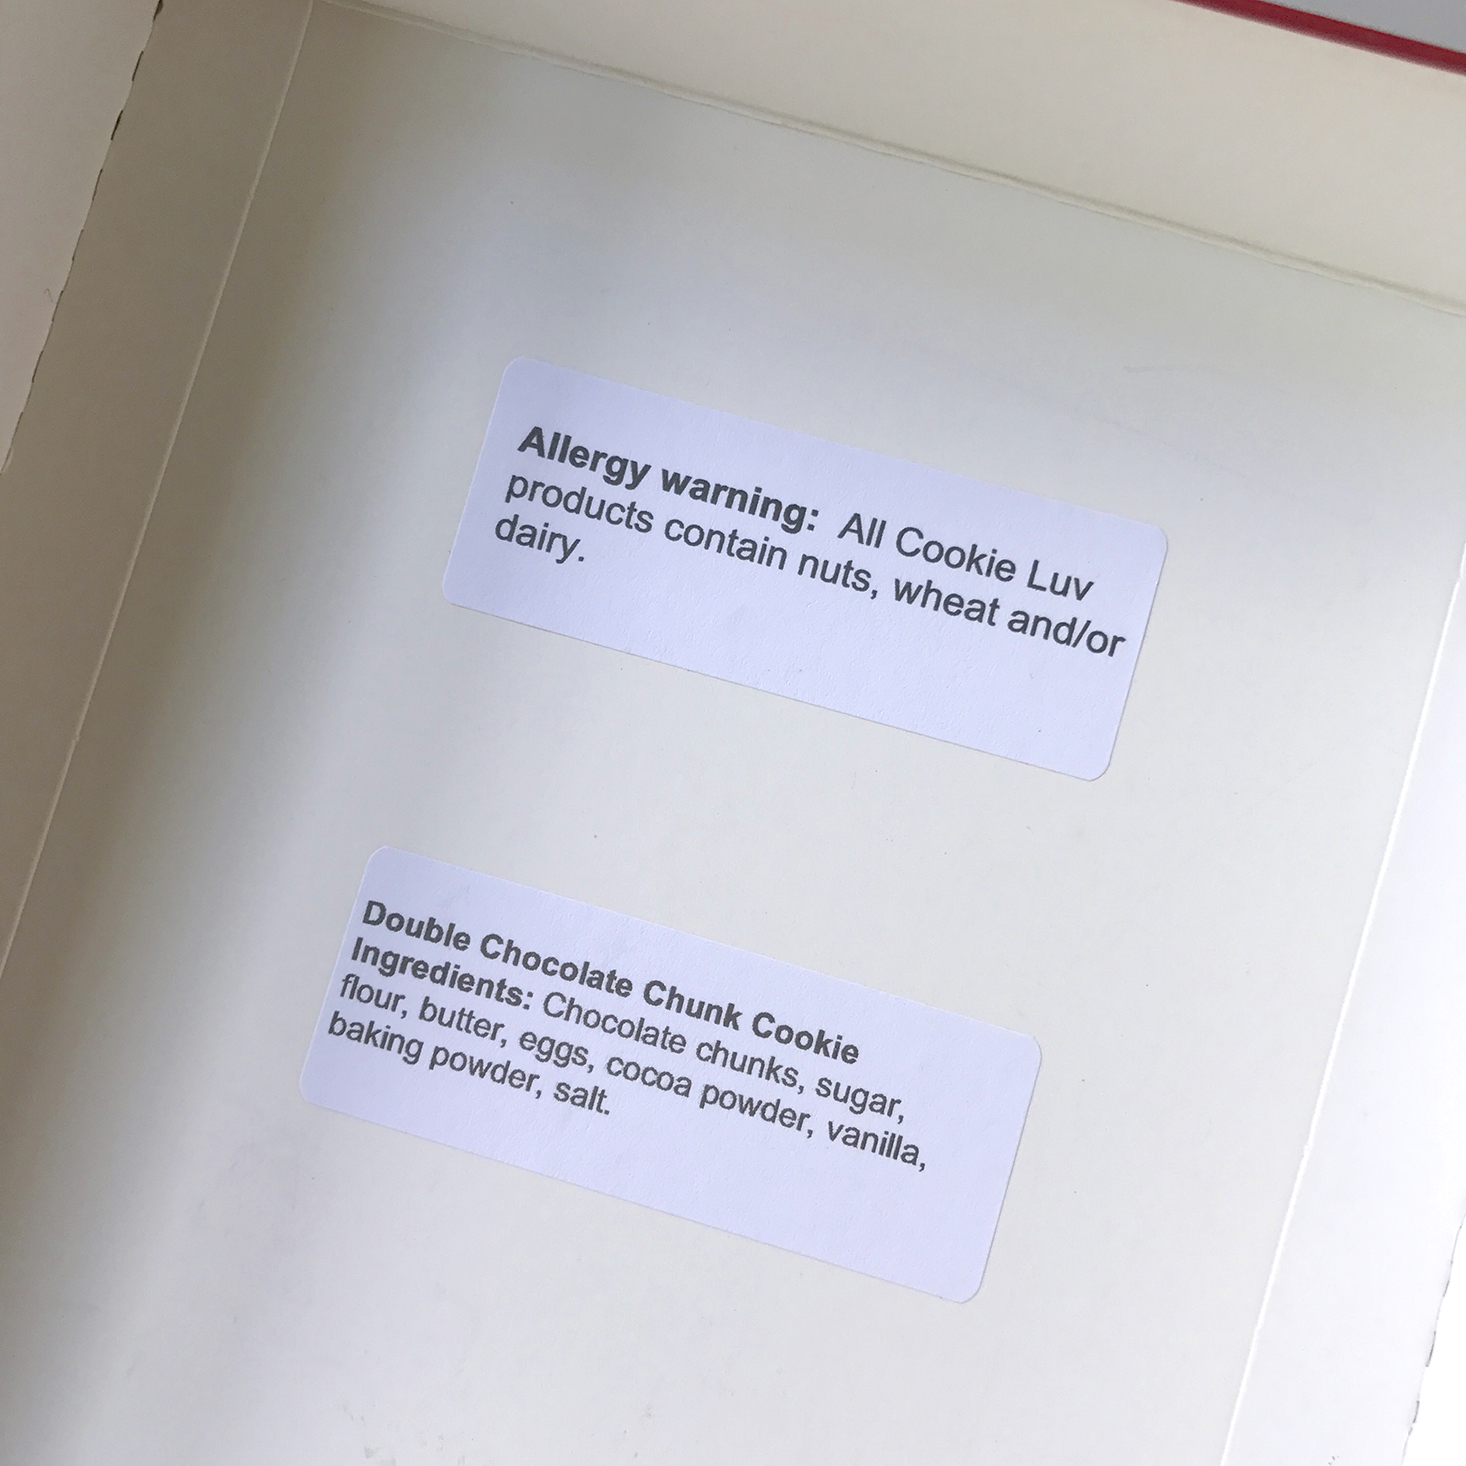 Allergy warning:  All Cookie Luv
products contain nuts, wheat and/or
dairy.
Double Chocolate Chunk Cookie
Ingredients: Chocolate chunks, sugar,
flour, butter, eggs, cocoa powder, vanilla,
baking powder, salt.